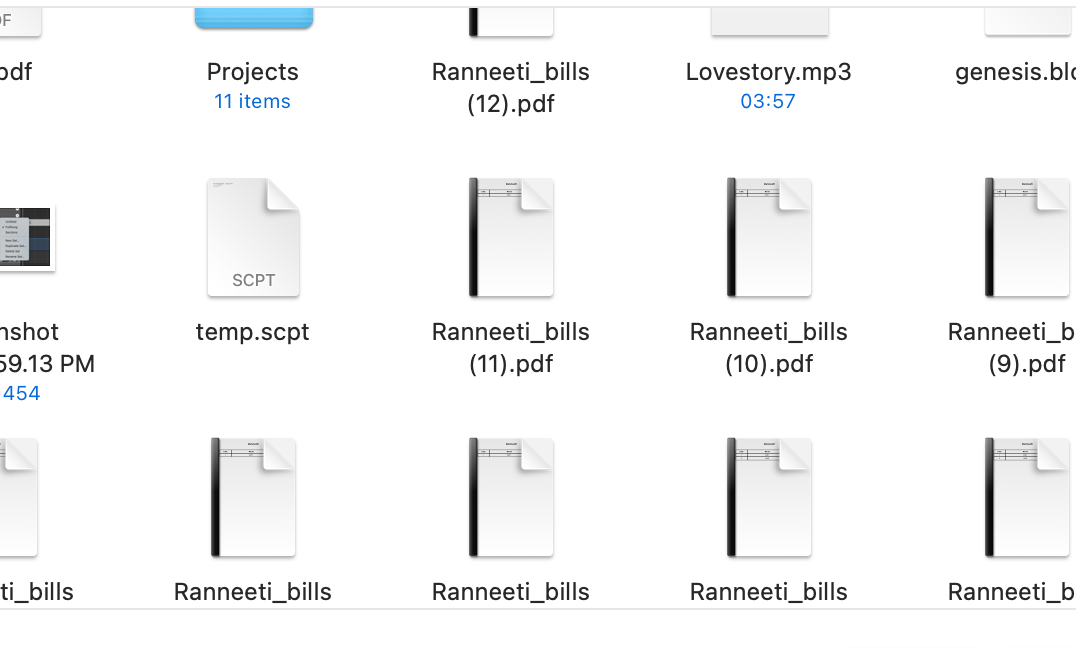 DF
pdf
Projects
11 items
Ranneeti_bills
(12).pdf
Lovestory.mp3
03:57
genesis.blo
nshot
59.13 PM
454
temp.scpt
SCPT
Ranneeti_bills
(11).pdf
Ranneeti_bills
(10).pdf
Ranneeti_b
(9).pdf
ti_bills
Ranneeti_bills
Ranneeti_bills
Ranneeti_bills
Ranneeti_b